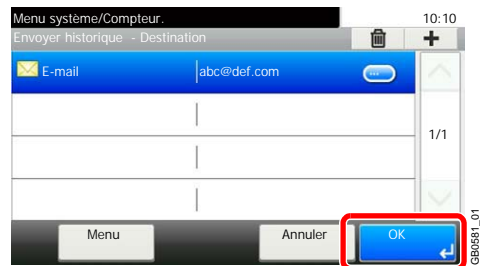 Menu système/Compteur.
10:10
Envoyer historique - Destination
E-mail
abc@def.com
1/1
Menu
Annuler
OK
GB0581_01